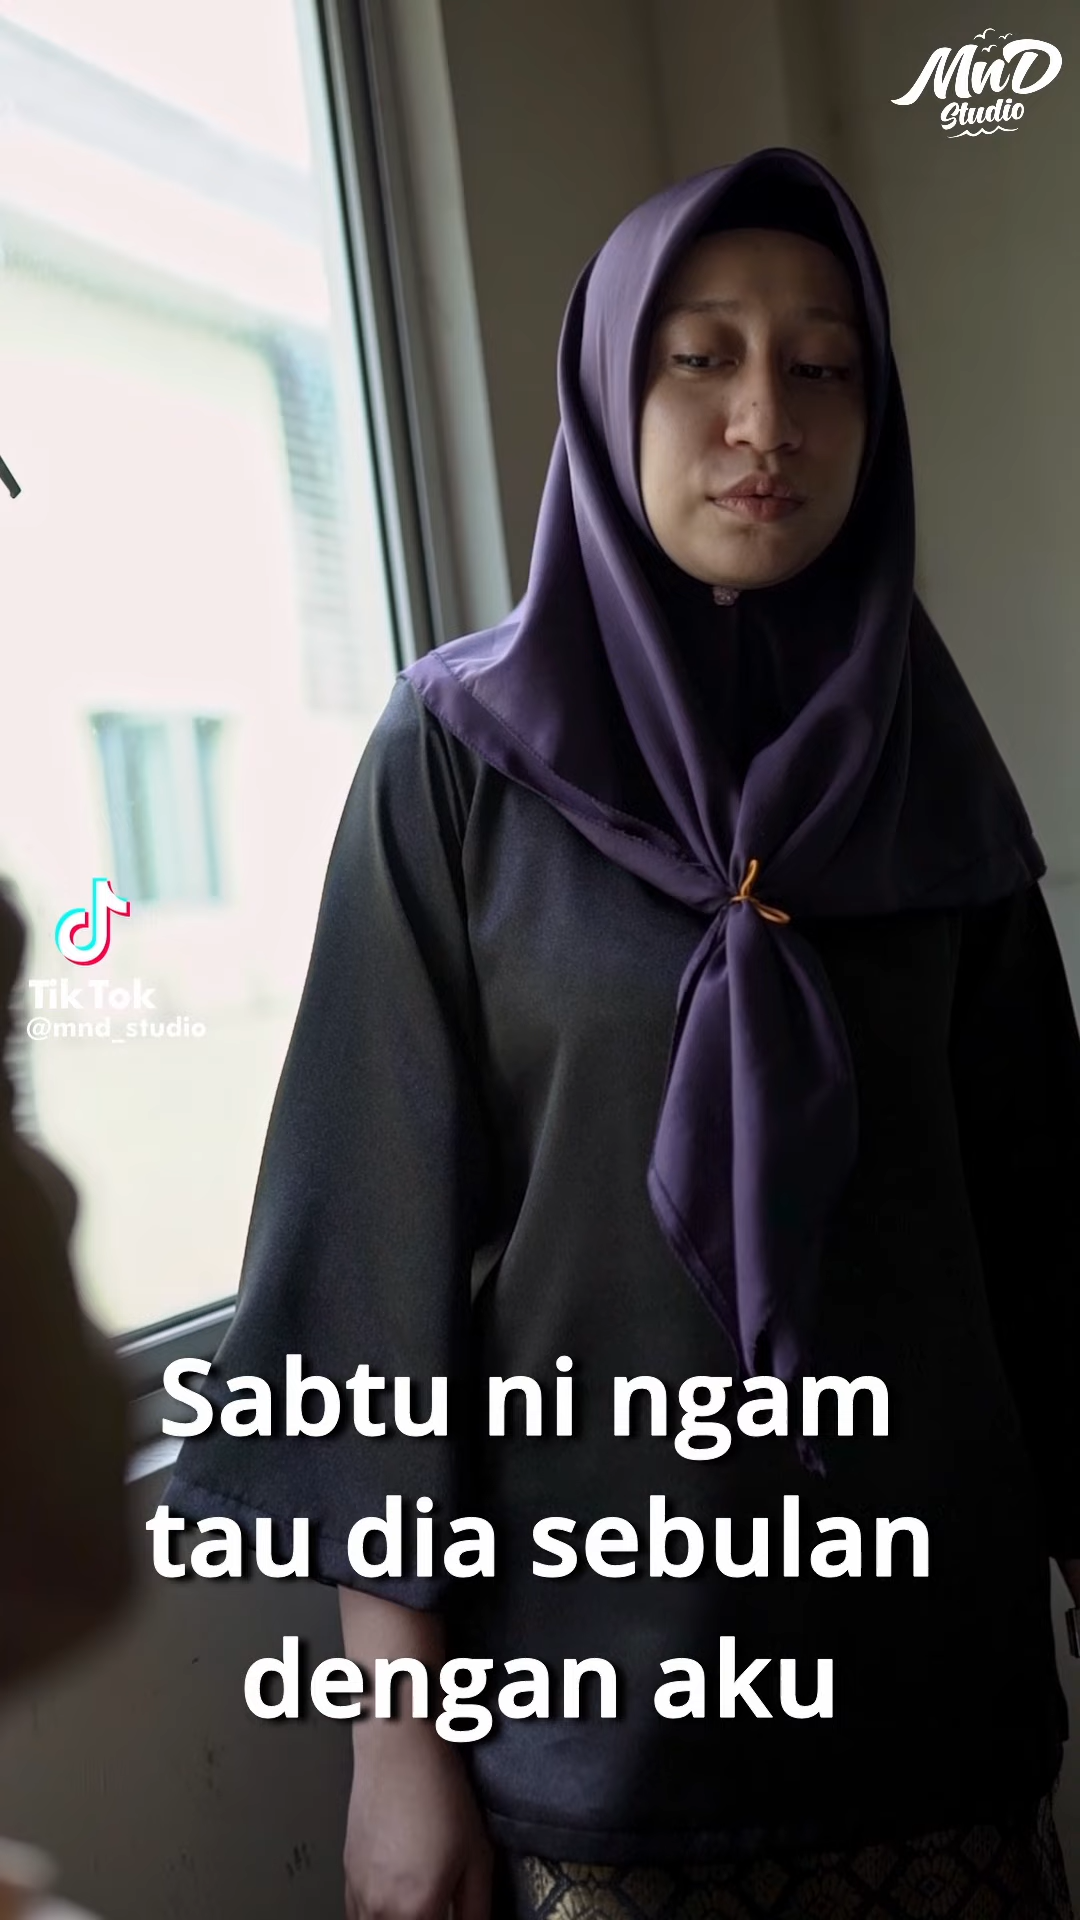 MnD
Studio
TikTok
@mnd_studio
Sabtu ni ngam
tau dia sebulan
dengan aku